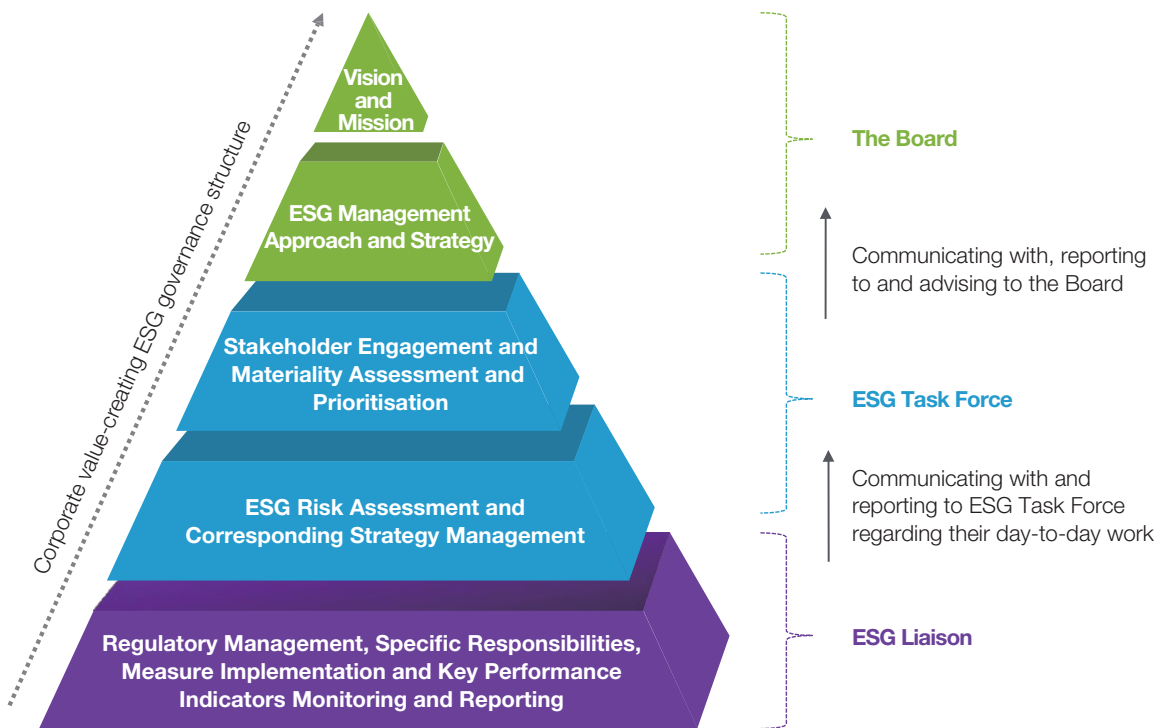 Corporate value-creating ESG governance structure
Vision
and
Mission
ESG Management
Approach and Strategy
Stakeholder Engagement and
Materiality Assessment and
Prioritisation
ESG Risk Assessment and
Corresponding Strategy Management
Regulatory Management, Specific Responsibilities,
Measure Implementation and Key Performance
Indicators Monitoring and Reporting
The Board
Communicating with, reporting
to and advising to the Board
ESG Task Force
Communicating with and
reporting to ESG Task Force
regarding their day-to-day work
ESG Liaison